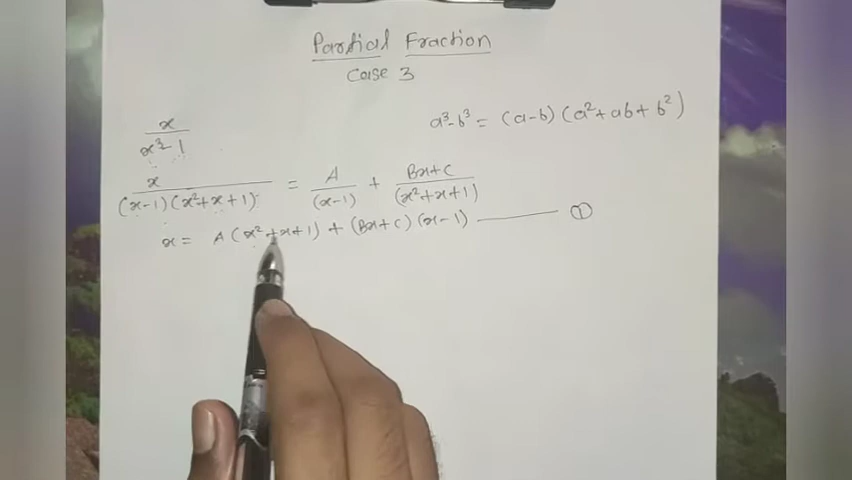 Partial Fraction
Case 3
a³-b³ = (a-b) (a²+ab+b²)
x
x³-1
x / (x-1)(x²+x+1) = A / (x-1) + Bx+C / (x²+x+1)
x = A(x²+x+1) + (Bx+C)(x-1) ——— ①